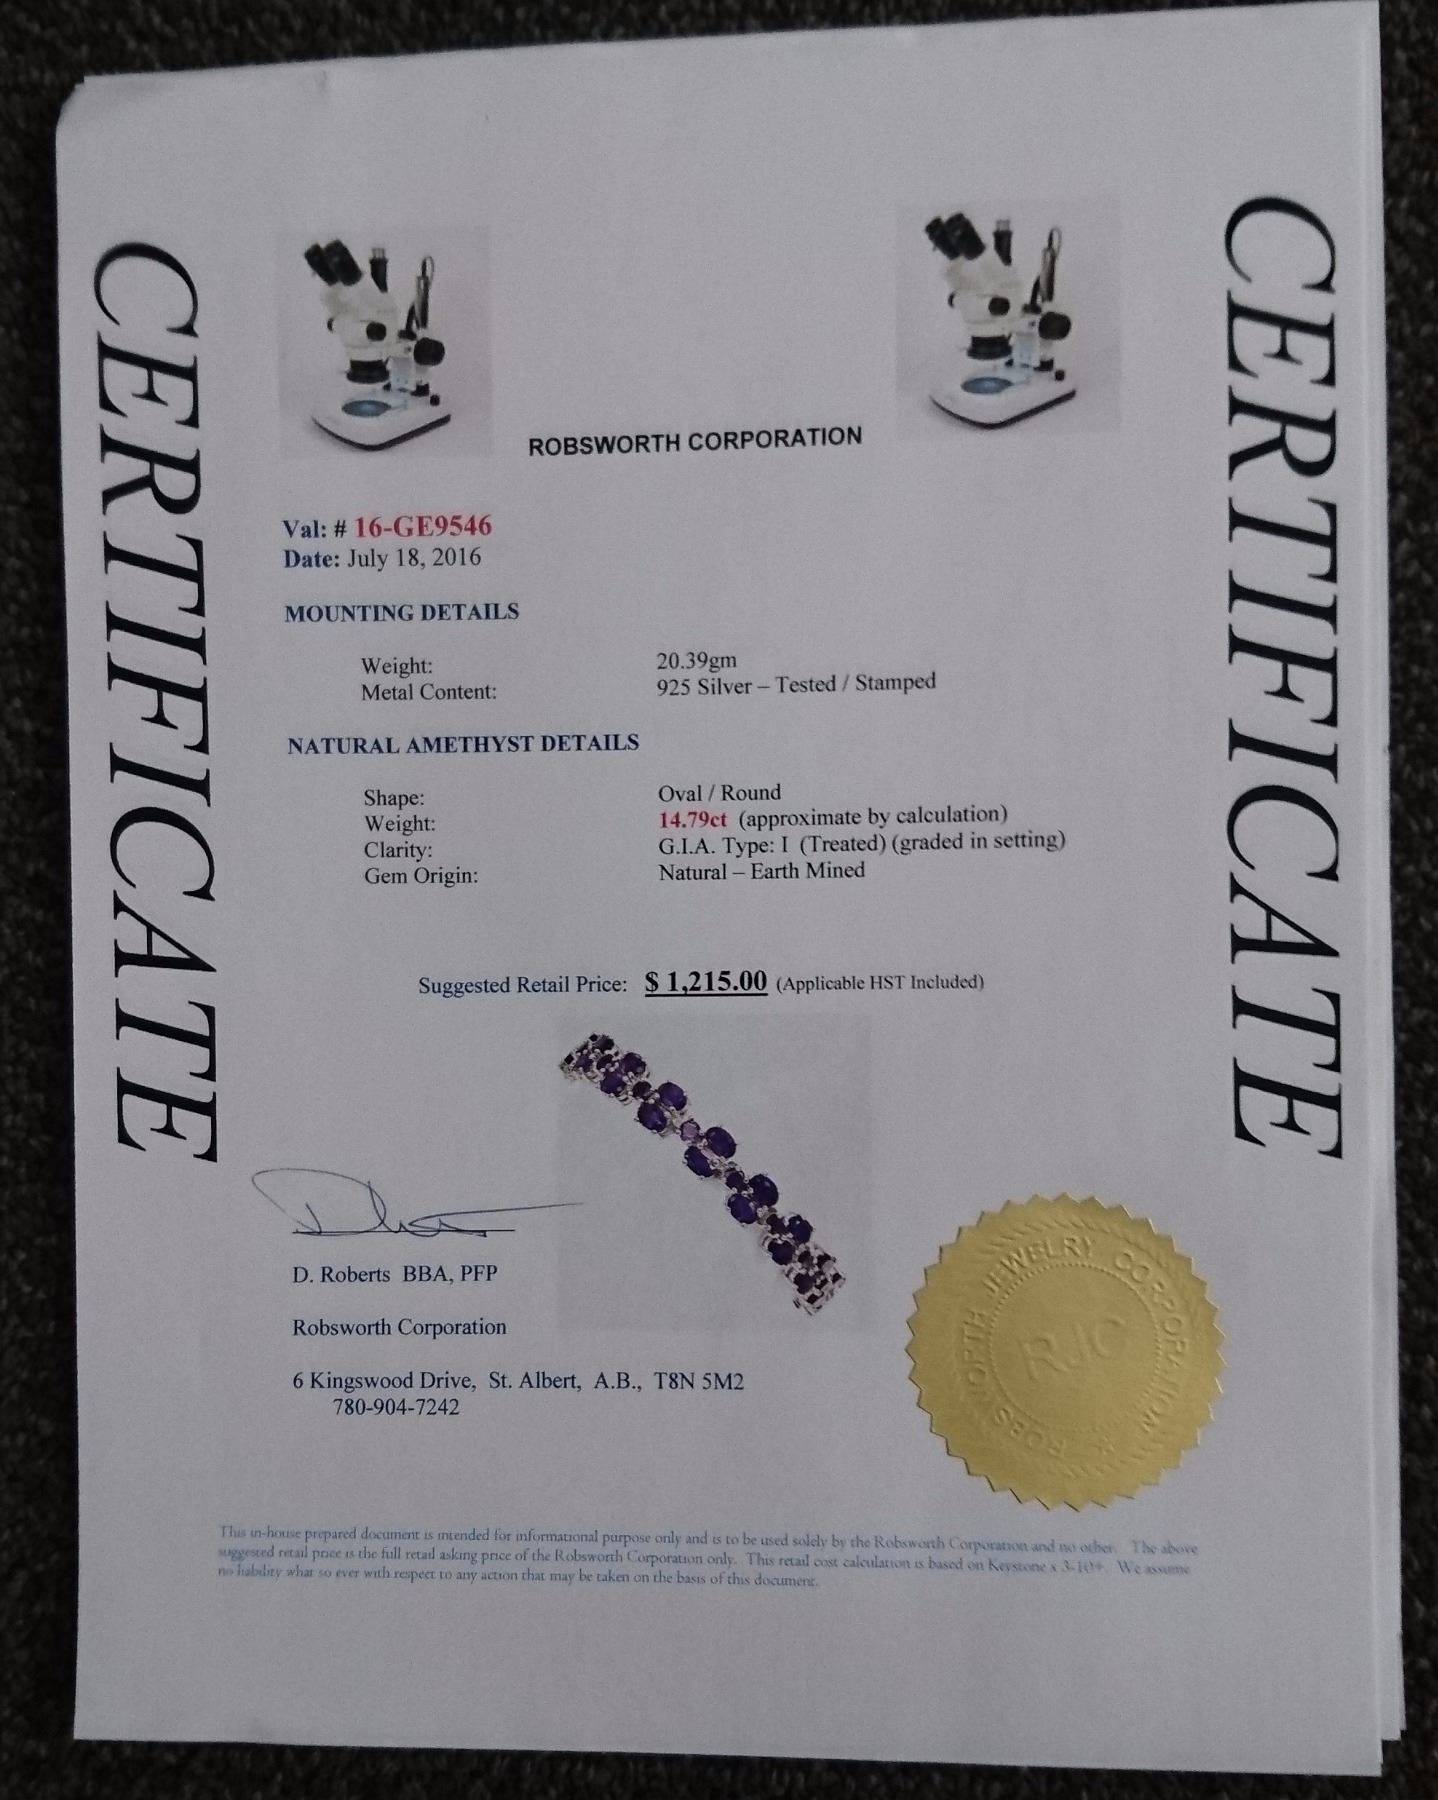 CERTIFICATE
CERTIFICATE
ROBSWORTH CORPORATION
Val: # 16-GE9546
Date: July 18, 2016
MOUNTING DETAILS
Weight: 20.39gm
Metal Content: 925 Silver – Tested / Stamped
NATURAL AMETHYST DETAILS
Shape: Oval / Round
Weight: 14.79ct (approximate by calculation)
Clarity: G.I.A. Type: I (Treated) (graded in setting)
Gem Origin: Natural – Earth Mined
Suggested Retail Price: $ 1,215.00 (Applicable HST Included)
D. Roberts BBA, PFP
Robsworth Corporation
6 Kingswood Drive, St. Albert, A.B., T8N 5M2
780-904-7242
ROBSWORTH JEWELRY CORPORATION
RJC
This in-house prepared document is intended for informational purpose only and is to be used solely by the Robsworth Corporation and no other. The above
suggested retail price is the full retail asking price of the Robsworth Corporation only. This retail cost calculation is based on Keystone x 3-10+. We assume
no liability what so ever with respect to any action that may be taken on the basis of this document.